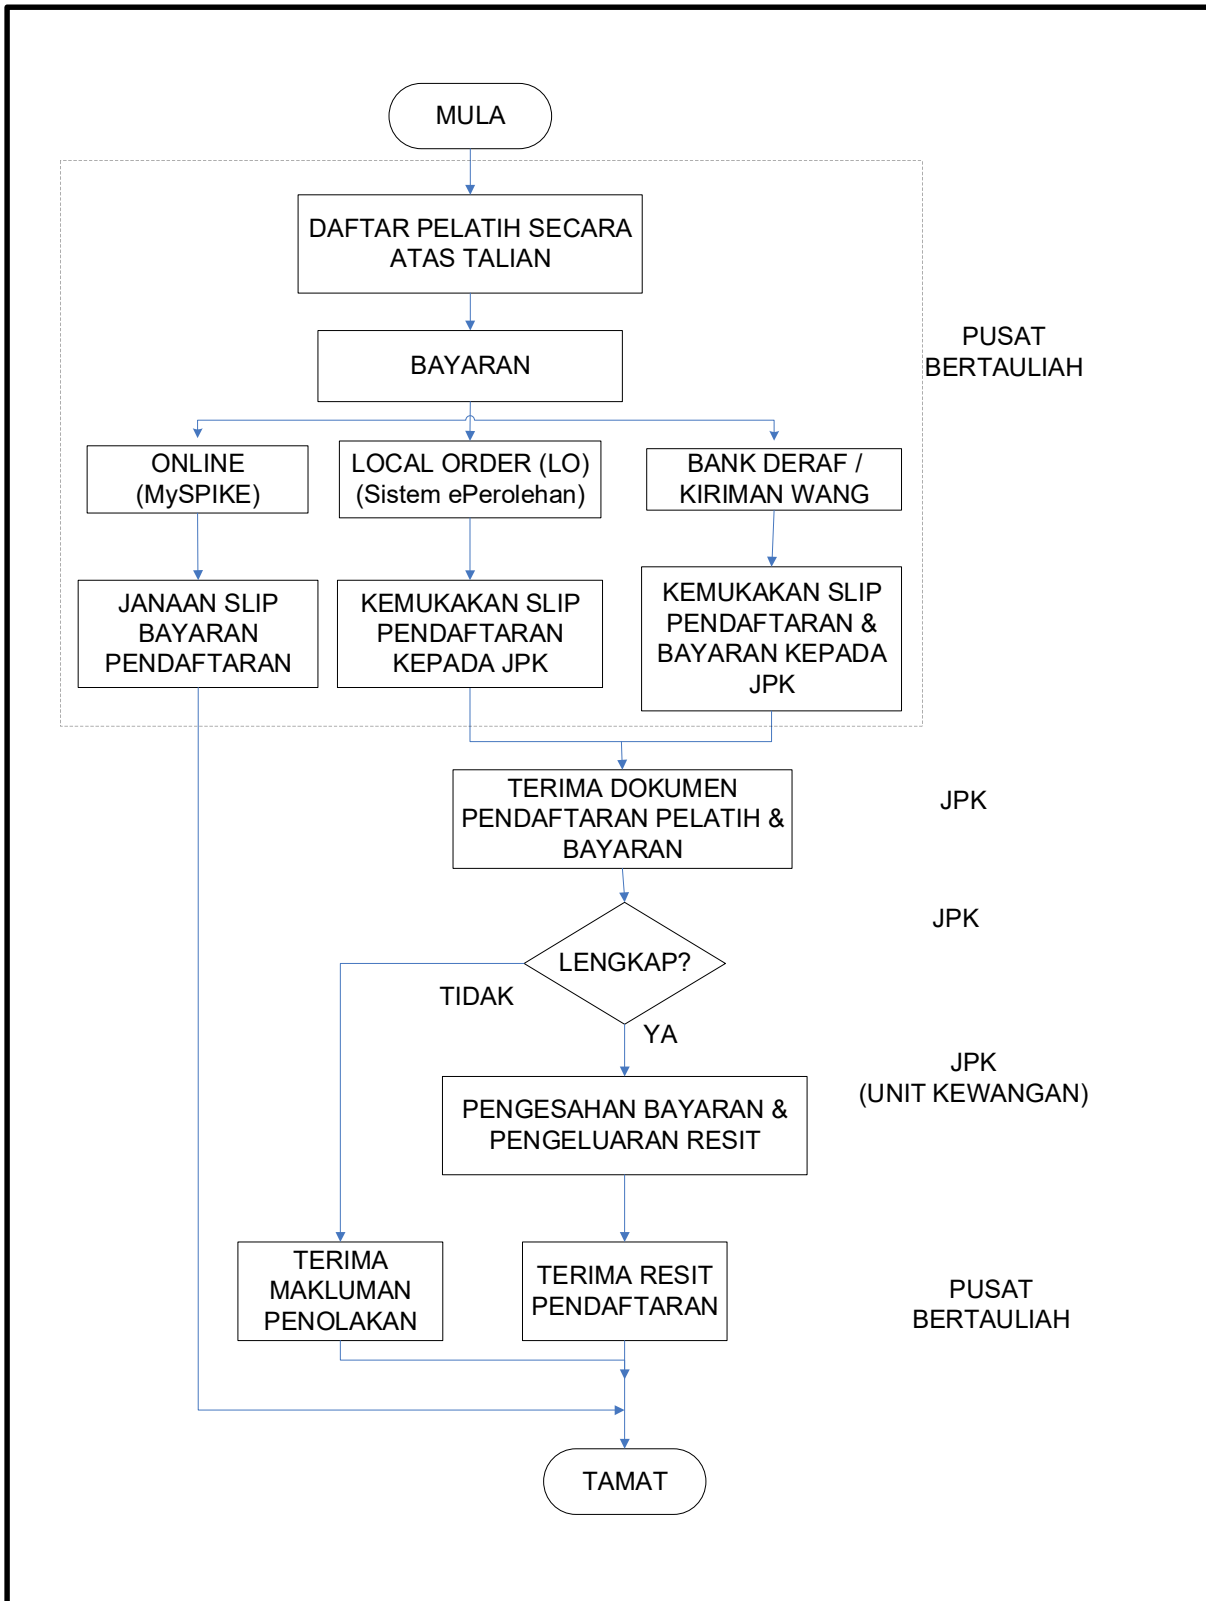 MULA
DAFTAR PELATIH SECARA
ATAS TALIAN
BAYARAN
PUSAT
BERTAULIAH
ONLINE
(MySPIKE)
LOCAL ORDER (LO)
(Sistem ePerolehan)
BANK DERAF /
KIRIMAN WANG
JANAAN SLIP
BAYARAN
PENDAFTARAN
KEMUKAKAN SLIP
PENDAFTARAN
KEPADA JPK
KEMUKAKAN SLIP
PENDAFTARAN &
BAYARAN KEPADA
JPK
TERIMA DOKUMEN
PENDAFTARAN PELATIH &
BAYARAN
JPK
LENGKAP?
JPK
TIDAK
YA
PENGESAHAN BAYARAN &
PENGELUARAN RESIT
JPK
(UNIT KEWANGAN)
TERIMA
MAKLUMAN
PENOLAKAN
TERIMA RESIT
PENDAFTARAN
PUSAT
BERTAULIAH
TAMAT